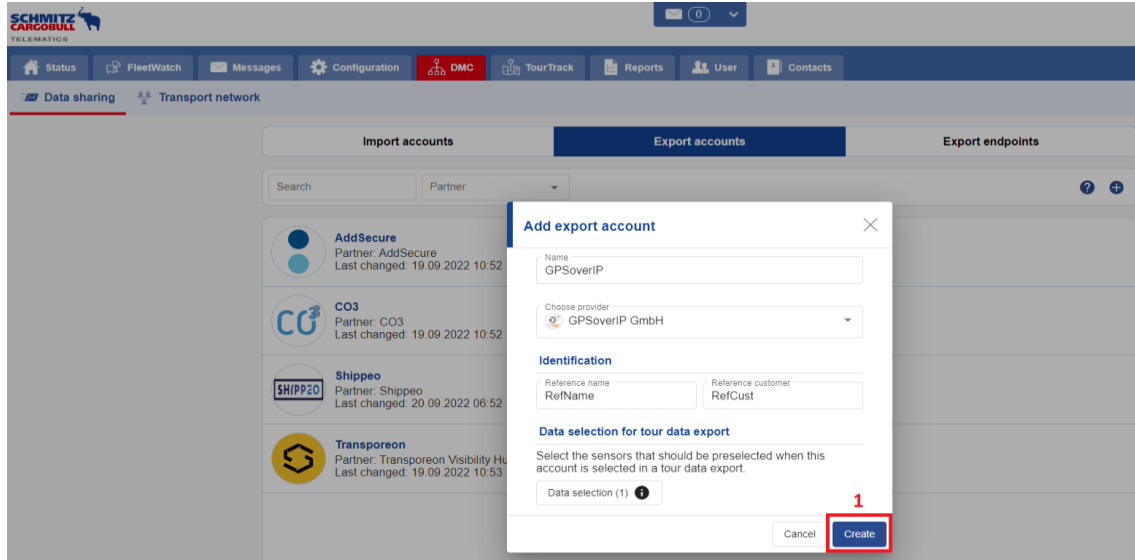 SCHMITZ
CARGOBULL
TELEMATICS
0
Status FleetWatch Messages Configuration DMC TourTrack Reports User Contacts
Data sharing Transport network
Import accounts Export accounts Export endpoints
Search Partner
?
Add export account
Name
GPSoverIP
Choose provider
GPSoverIP GmbH
Identification
Reference name Reference customer
RefName RefCust
Data selection for tour data export
Select the sensors that should be preselected when this
account is selected in a tour data export.
Data selection (1)
1
Cancel Create
AddSecure
Partner: AddSecure
Last changed: 19.09.2022 10:52
CO3
CO3
Partner: CO3
Last changed: 19.09.2022 10:52
SHIPPEO
Shippeo
Partner: Shippeo
Last changed: 20.09.2022 06:52
Transporeon
Partner: Transporeon Visibility Hu
Last changed: 19.09.2022 10:53